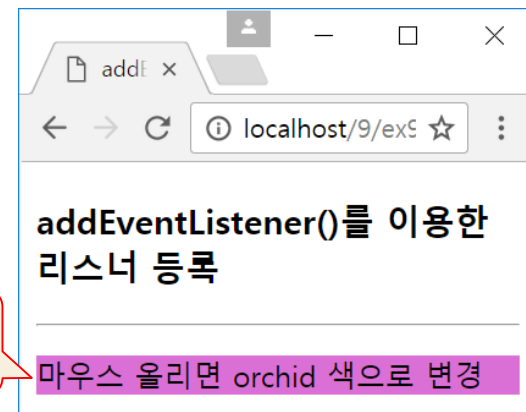 addE
localhost/9/ex9
addEventListener()를 이용한
리스너 등록
마우스 올리면 orchid 색으로 변경